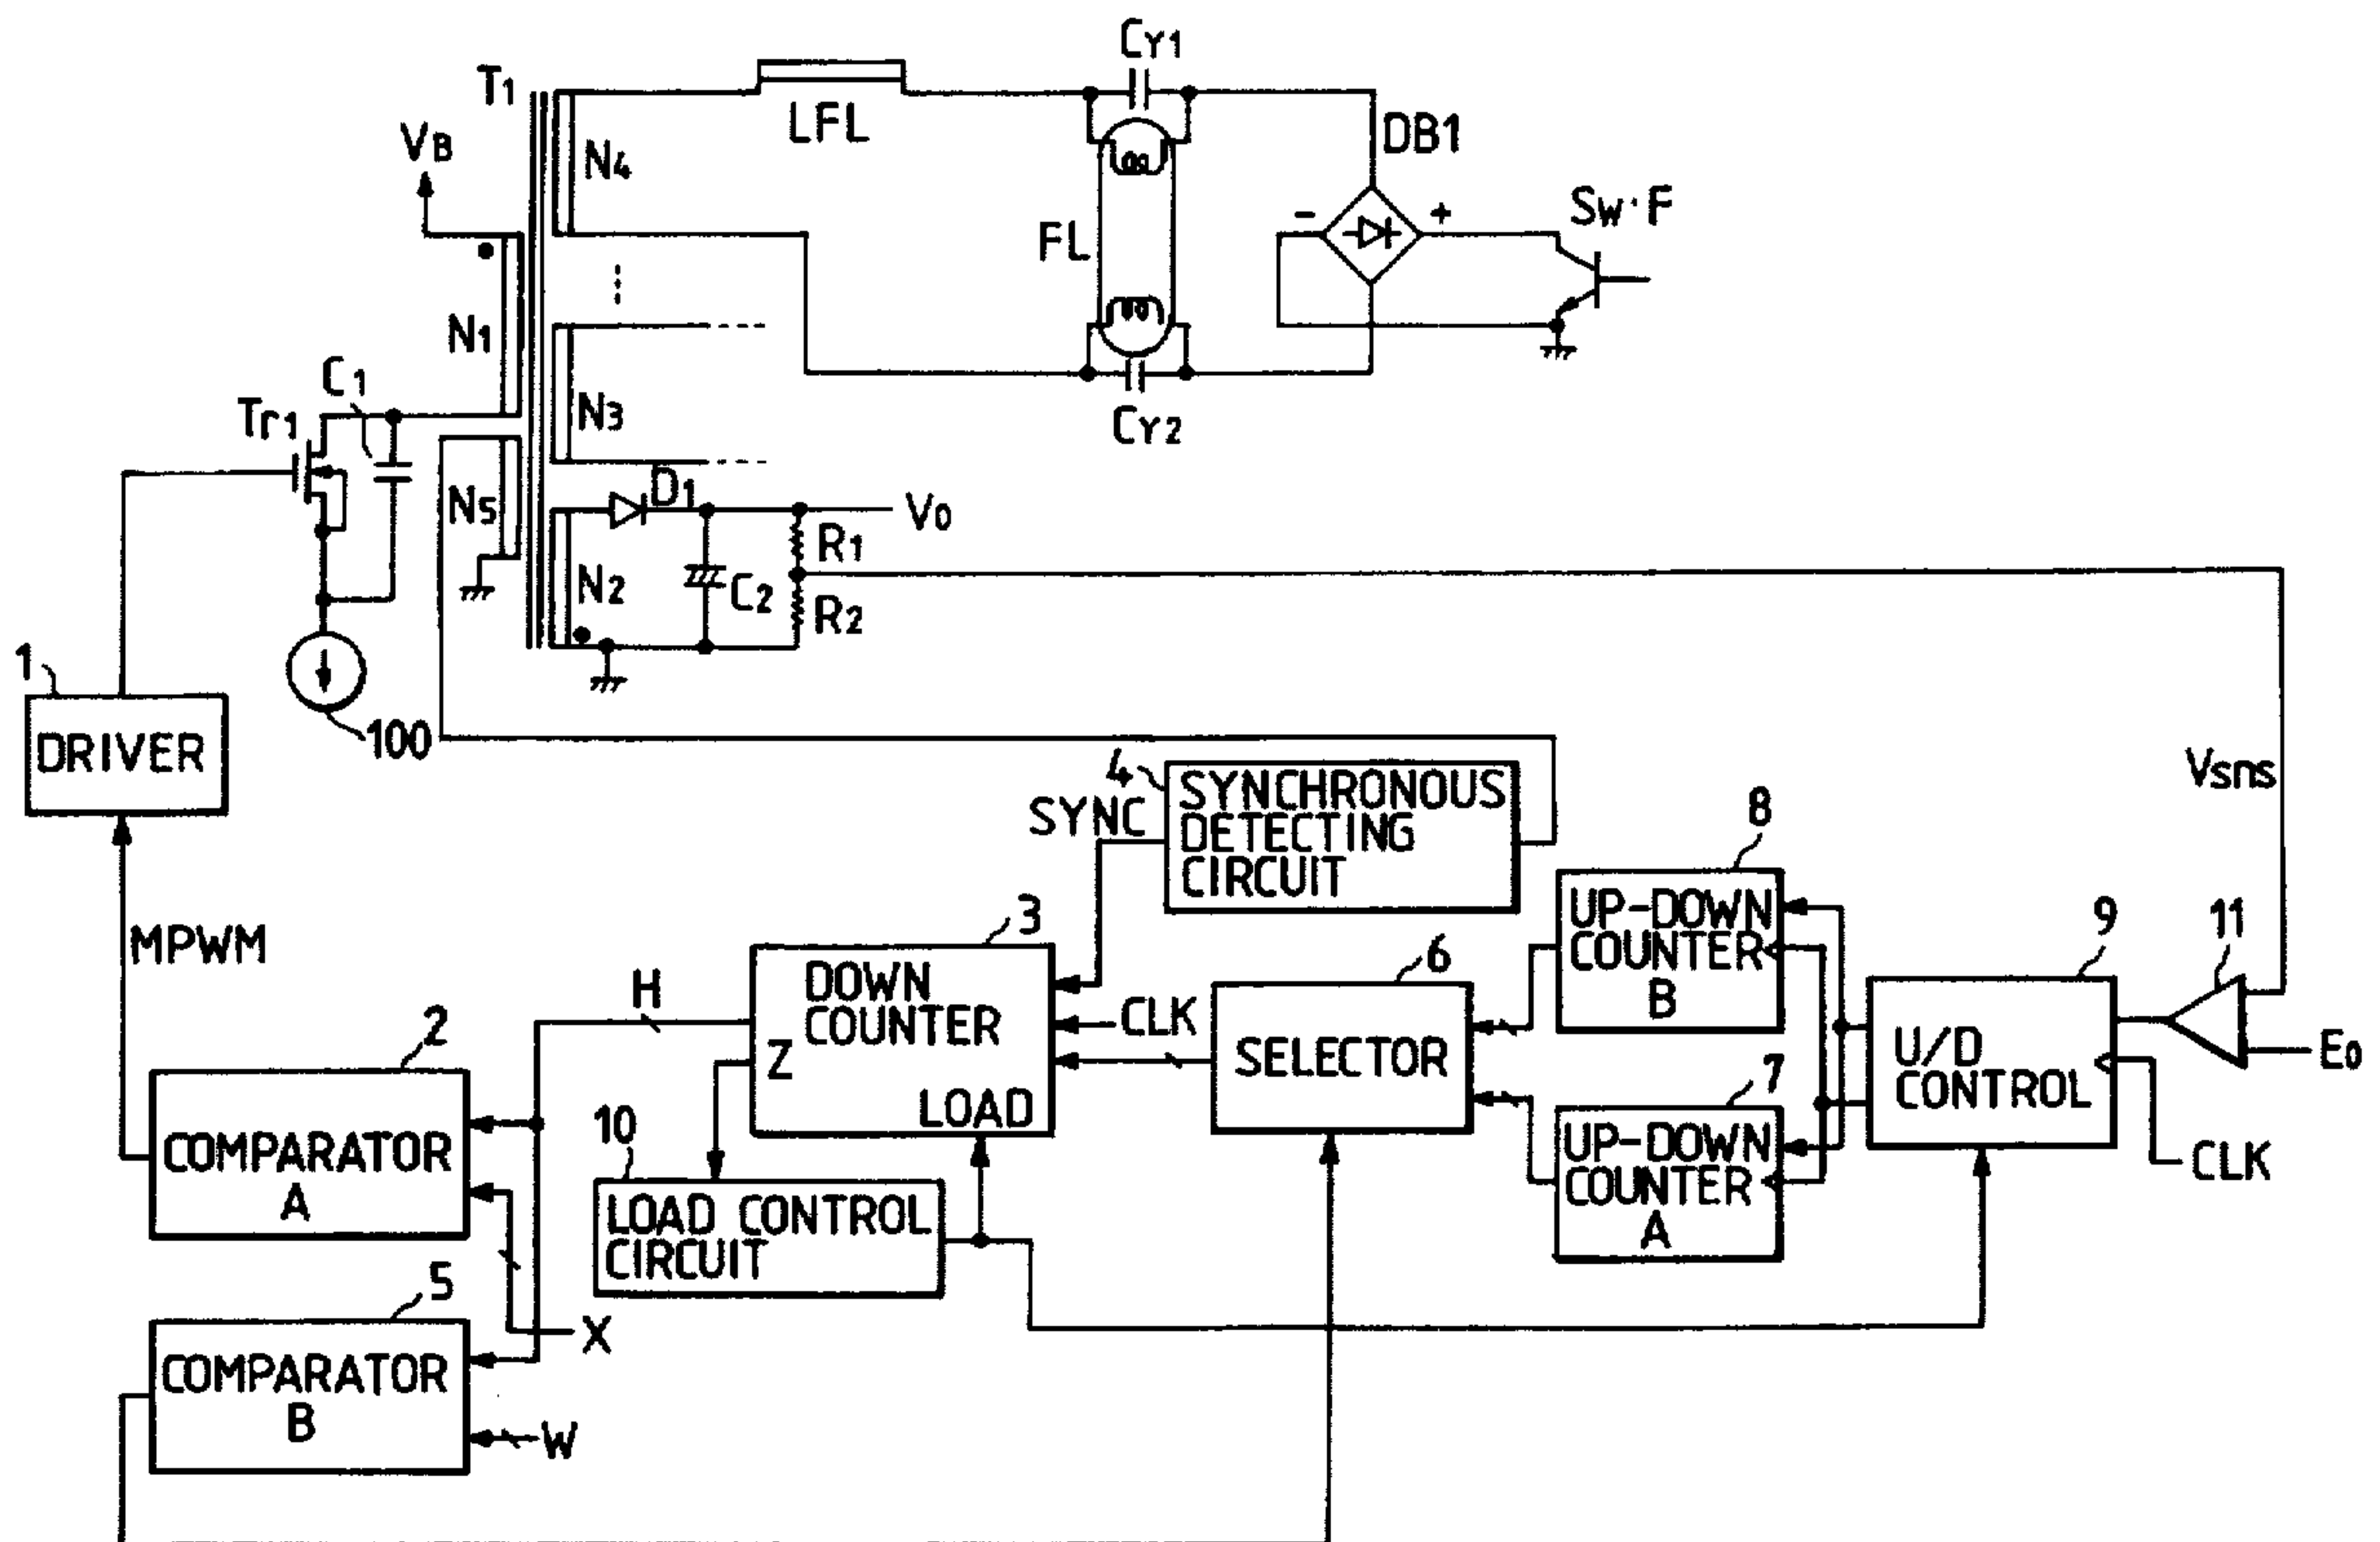 CY1
T1
LFL
DB1
VB
N4
SW·F
- +
FL
N1
C1
N3
Tr1
CY2
D1
N5
V0
R1
N2
C2
R2
1
100
DRIVER
Vsns
4
SYNCHRONOUS
DETECTING
CIRCUIT
SYNC
8
UP-DOWN
COUNTER
B
3
9
11
MPWM
6
H
DOWN
COUNTER
CLK
2
Z
SELECTOR
U/D
CONTROL
E0
7
LOAD
10
COMPARATOR
A
UP-DOWN
COUNTER
A
CLK
LOAD CONTROL
CIRCUIT
5
X
COMPARATOR
B
W